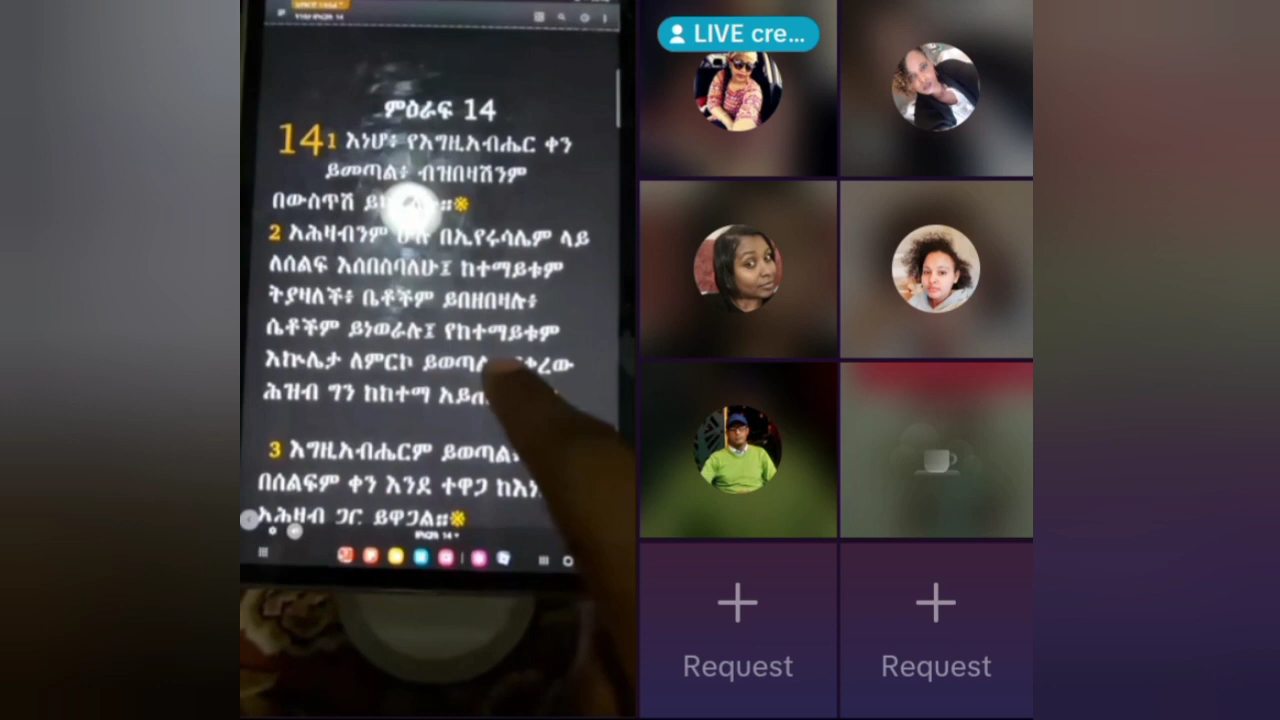 ምዕራፍ 14
14 1 እነሆ፥ የእግዚአብሔር ቀን
ይመጣል፥ ብዝበዛሽንም
በውስጥሽ
2 አሕዛብንም ሁሉ በኢየሩሳሌም ላይ
ለሰልፍ እሰበስባለሁ፤ ከተማይቱም
ትያዛለች፥ ቤቶችም ይበዘበዛሉ፥
ሴቶችም ይነወራሉ፤ የከተማይቱም
እኩሌታ ለምርኮ
ሕዝብ ግን ከከተማ
3 እግዚአብሔርም ይወጣል፥
በሰልፍም ቀን እንደ ተዋጋ
አሕዛብ ጋር ይዋጋል።※
LIVE cre...
Request
Request